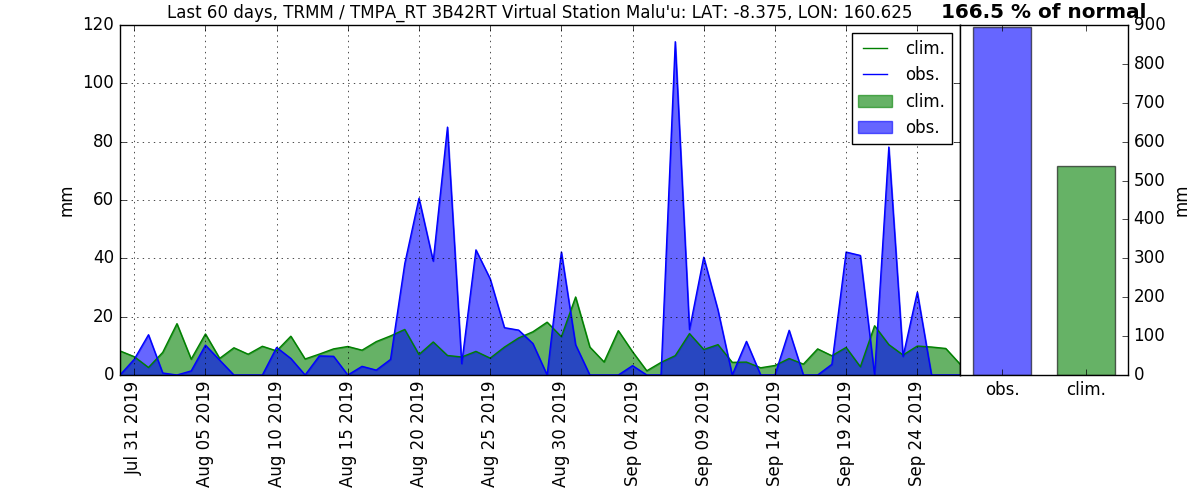 Last 60 days, TRMM / TMPA_RT 3B42RT Virtual Station Malu'u: LAT: -8.375, LON: 160.625
166.5 % of normal
120
100
80
60
40
20
0
mm
clim.
obs.
clim.
obs.
900
800
700
600
500
400
300
200
100
0
mm
Jul 31 2019
Aug 05 2019
Aug 10 2019
Aug 15 2019
Aug 20 2019
Aug 25 2019
Aug 30 2019
Sep 04 2019
Sep 09 2019
Sep 14 2019
Sep 19 2019
Sep 24 2019
obs.
clim.